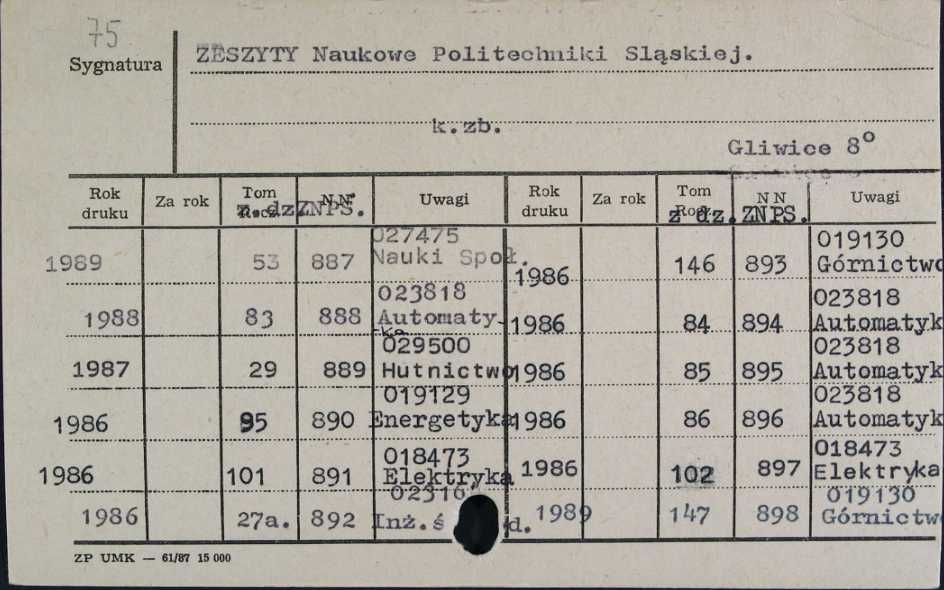 75
Sygnatura
ZESZYTY Naukowe Politechniki Sląskiej.
k.zb.
Gliwice 8°
Rok druku Za rok Tom z.dz NN ZNPS. Uwagi Rok druku Za rok Tom z dz. NN ZNPS. Uwagi
1989 53 887 027475 Nauki Społ. 1986 146 893 019130 Górnictwo
1988 83 888 023818 Automaty-ka 1986 84 894 023818 Automatyk
1987 29 889 029500 Hutnictwo 1986 85 895 023818 Automatyk
1986 95 890 019129 Energetyka 1986 86 896 023818 Automatyk
1986 101 891 018473 Elektryka 1986 102 897 018473 Elektryka
1986 27a. 892 Inż.ś d. 1989 147 898 019130 Górnictw
ZP UMK — 61/87 15 000